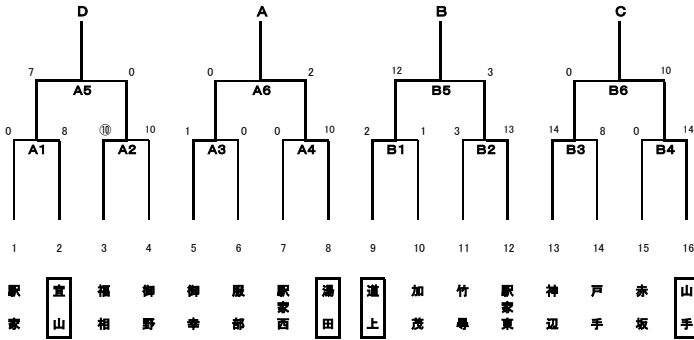 D A B C
7 0 0 2 12 3 0 10
A5 A6 B5 B6
0 8 ⑩ 10 1 0 0 10 2 1 3 13 14 8 0 14
A1 A2 A3 A4 B1 B2 B3 B4
1 2 3 4 5 6 7 8 9 10 11 12 13 14 15 16
駅家 宜山 福相 御野 御幸 服部 駅家西 湯田 道上 加茂 竹尋 駅家東 神辺 戸手 赤坂 山手